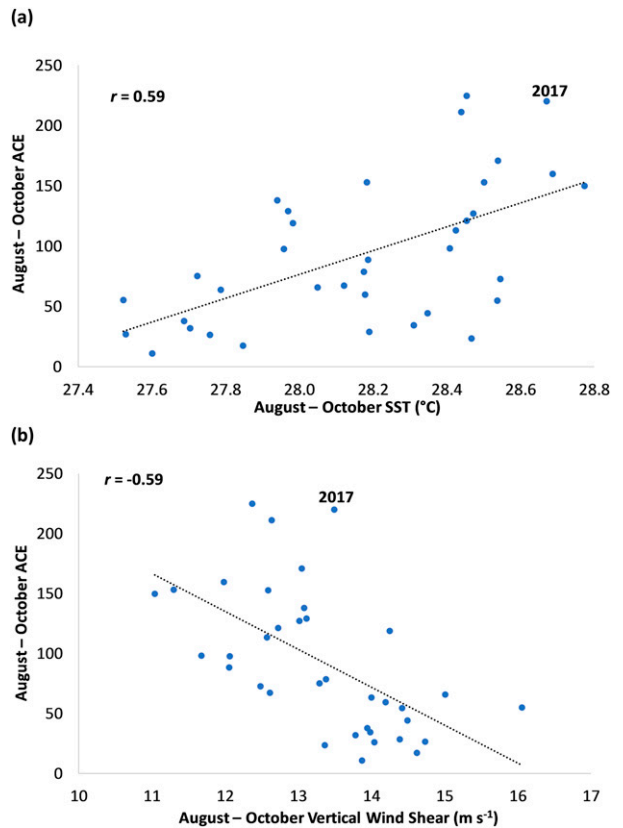 (a)
250
200
150
100
50
0
August – October ACE
r = 0.59
2017
27.4 27.6 27.8 28.0 28.2 28.4 28.6 28.8
August – October SST (°C)
(b)
250
200
150
100
50
0
August – October ACE
r = -0.59
2017
10 11 12 13 14 15 16 17
August – October Vertical Wind Shear (m s-1)